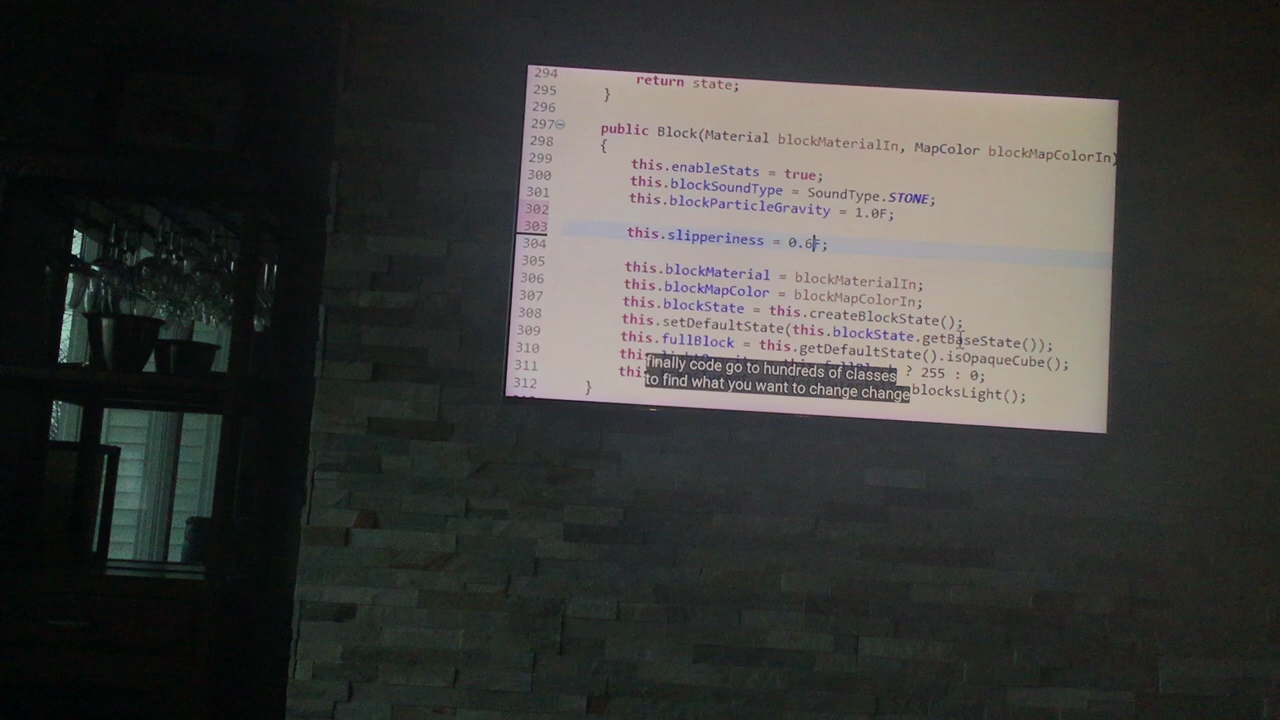 294 return state;
295 }
296
297 public Block(Material blockMaterialIn, MapColor blockMapColorIn)
298 {
299 this.enableStats = true;
300 this.blockSoundType = SoundType.STONE;
301 this.blockParticleGravity = 1.0F;
302
303 this.slipperiness = 0.6F;
304
305 this.blockMaterial = blockMaterialIn;
306 this.blockMapColor = blockMapColorIn;
307 this.blockState = this.createBlockState();
308 this.setDefaultState(this.blockState.getBaseState());
309 this.fullBlock = this.getDefaultState().isOpaqueCube();
310 ? 255 : 0;
311 blocksLight();
312 }
finally code go to hundreds of classes
to find what you want to change change